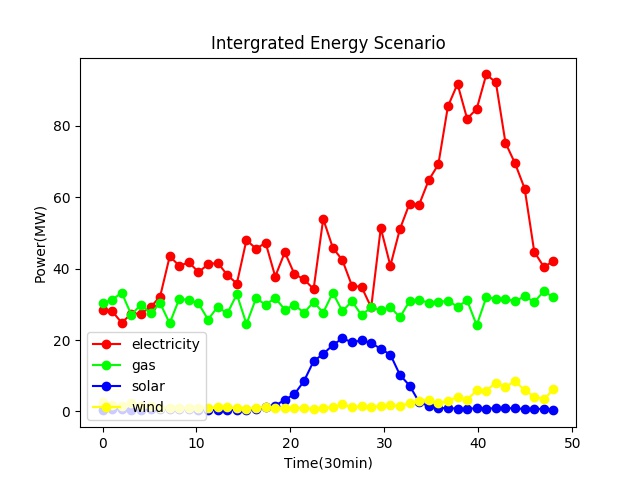 Intergrated Energy Scenario
Power(MW)
80
60
40
20
0
electricity
gas
solar
wind
0 10 20 30 40 50
Time(30min)